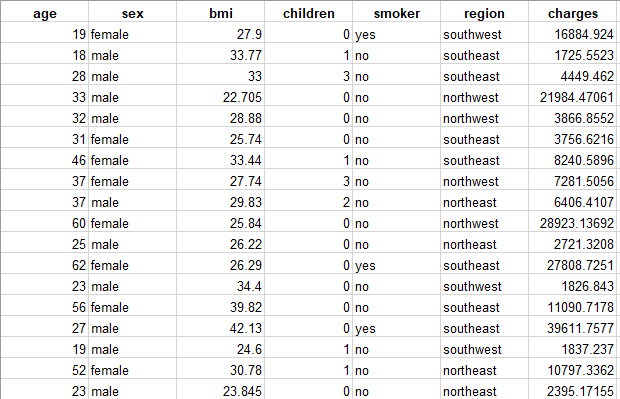 age sex bmi children smoker region charges
19 female 27.9 0 yes southwest 16884.924
18 male 33.77 1 no southeast 1725.5523
28 male 33 3 no southeast 4449.462
33 male 22.705 0 no northwest 21984.47061
32 male 28.88 0 no northwest 3866.8552
31 female 25.74 0 no southeast 3756.6216
46 female 33.44 1 no southeast 8240.5896
37 female 27.74 3 no northwest 7281.5056
37 male 29.83 2 no northeast 6406.4107
60 female 25.84 0 no northwest 28923.13692
25 male 26.22 0 no northeast 2721.3208
62 female 26.29 0 yes southeast 27808.7251
23 male 34.4 0 no southwest 1826.843
56 female 39.82 0 no southeast 11090.7178
27 male 42.13 0 yes southeast 39611.7577
19 male 24.6 1 no southwest 1837.237
52 female 30.78 1 no northeast 10797.3362
23 male 23.845 0 no northeast 2395.17155